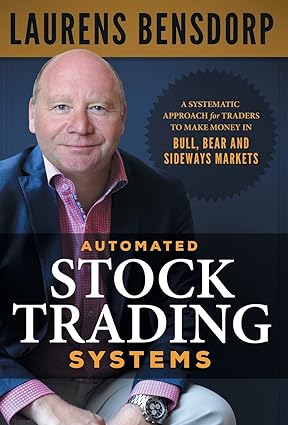 LAURENS BENSDORP
A SYSTEMATIC
APPROACH for TRADERS
TO MAKE MONEY IN
BULL, BEAR AND
SIDEWAYS MARKETS
AUTOMATED
STOCK
TRADING
SYSTEMS